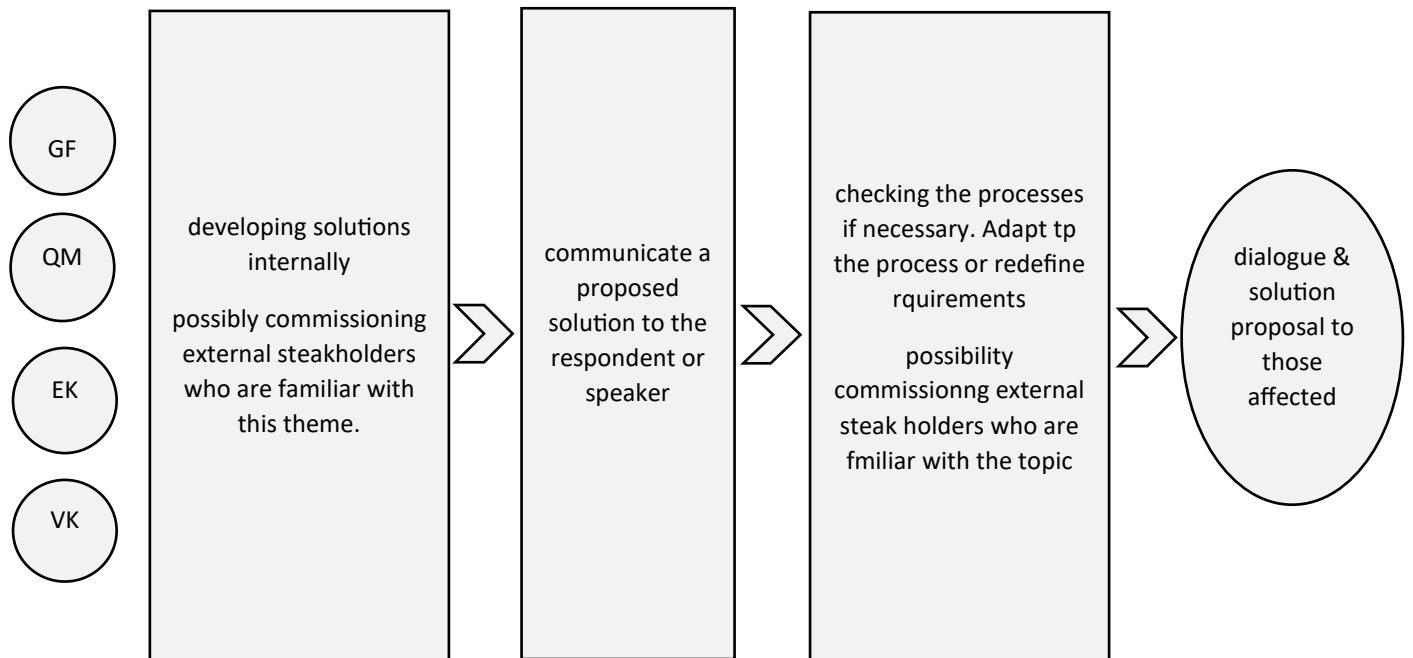 GF
QM
EK
VK
developing solutions
internally
possibly commissioning
external steakholders
who are familiar with
this theme.
communicate a
proposed
solution to the
respondent or
speaker
checking the processes
if necessary. Adapt tp
the process or redefine
rquirements
possibility
commissionng external
steak holders who are
fmiliar with the topic
dialogue &
solution
proposal to
those
affected